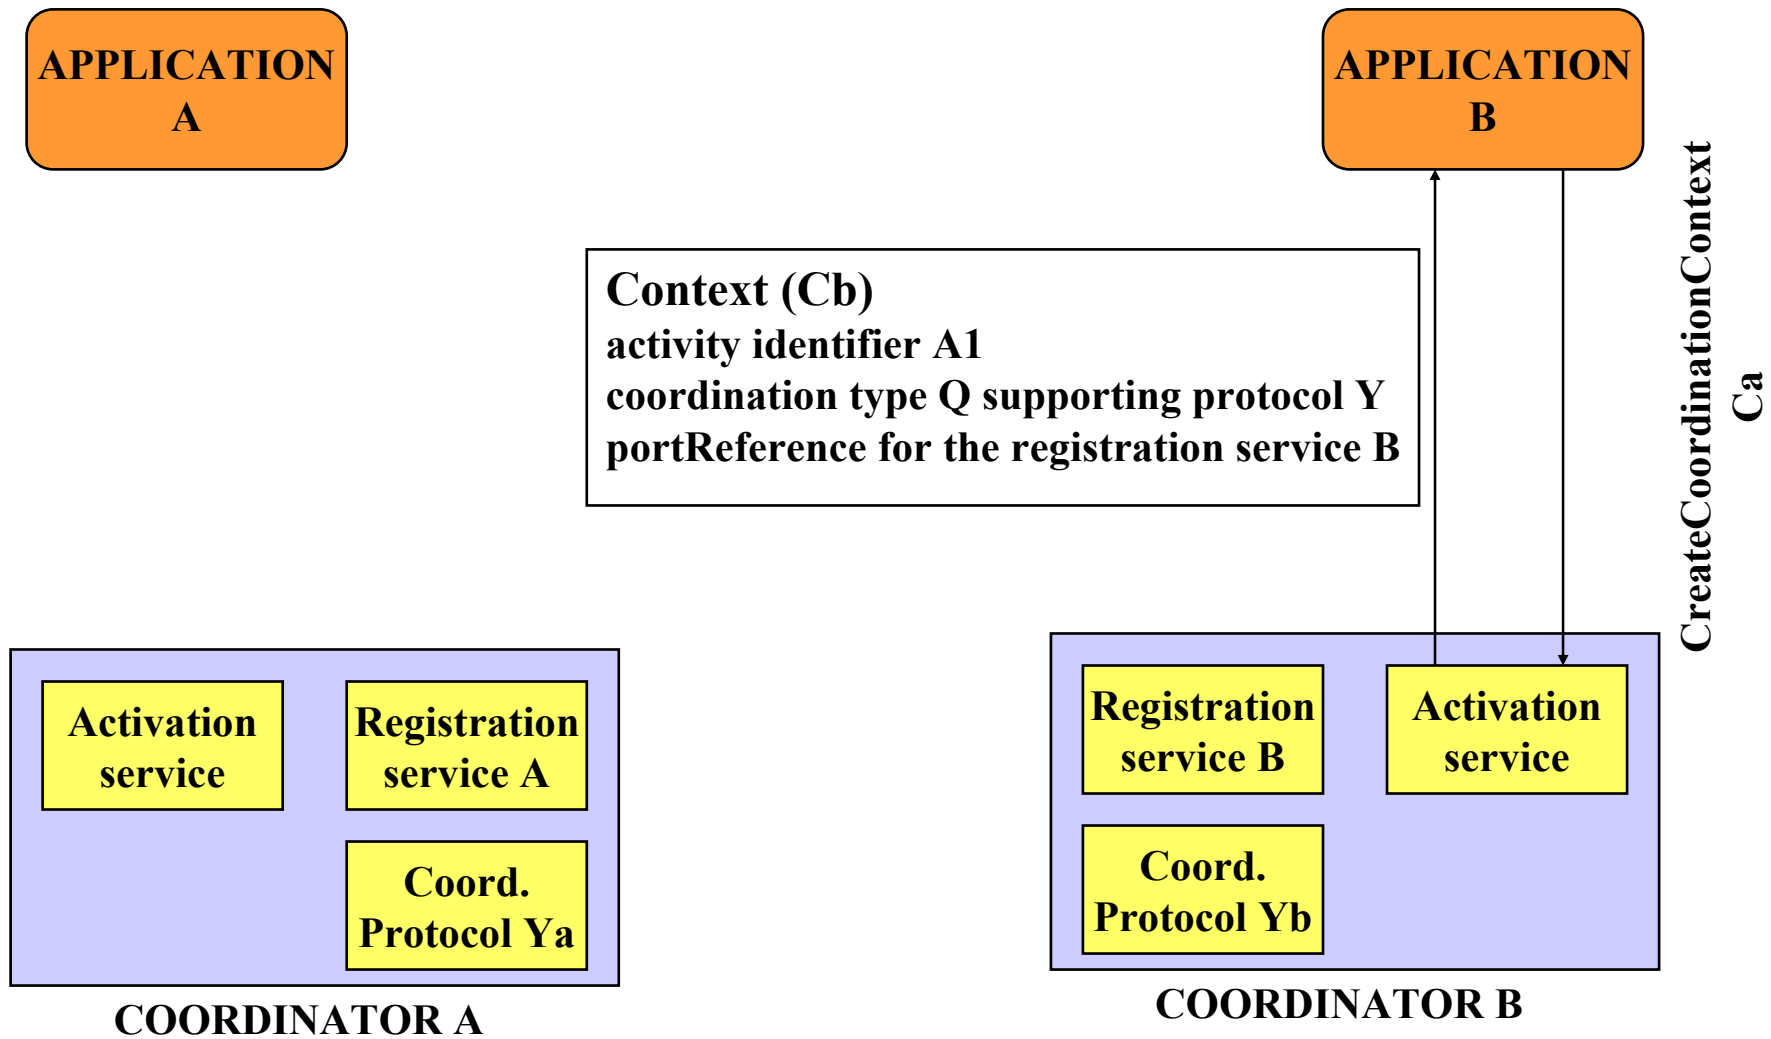 APPLICATION
A
APPLICATION
B
CreateCoordinationContext
Ca
Context (Cb)
activity identifier A1
coordination type Q supporting protocol Y
portReference for the registration service B
Activation
service
Registration
service A
Coord.
Protocol Ya
COORDINATOR A
Registration
service B
Activation
service
Coord.
Protocol Yb
COORDINATOR B